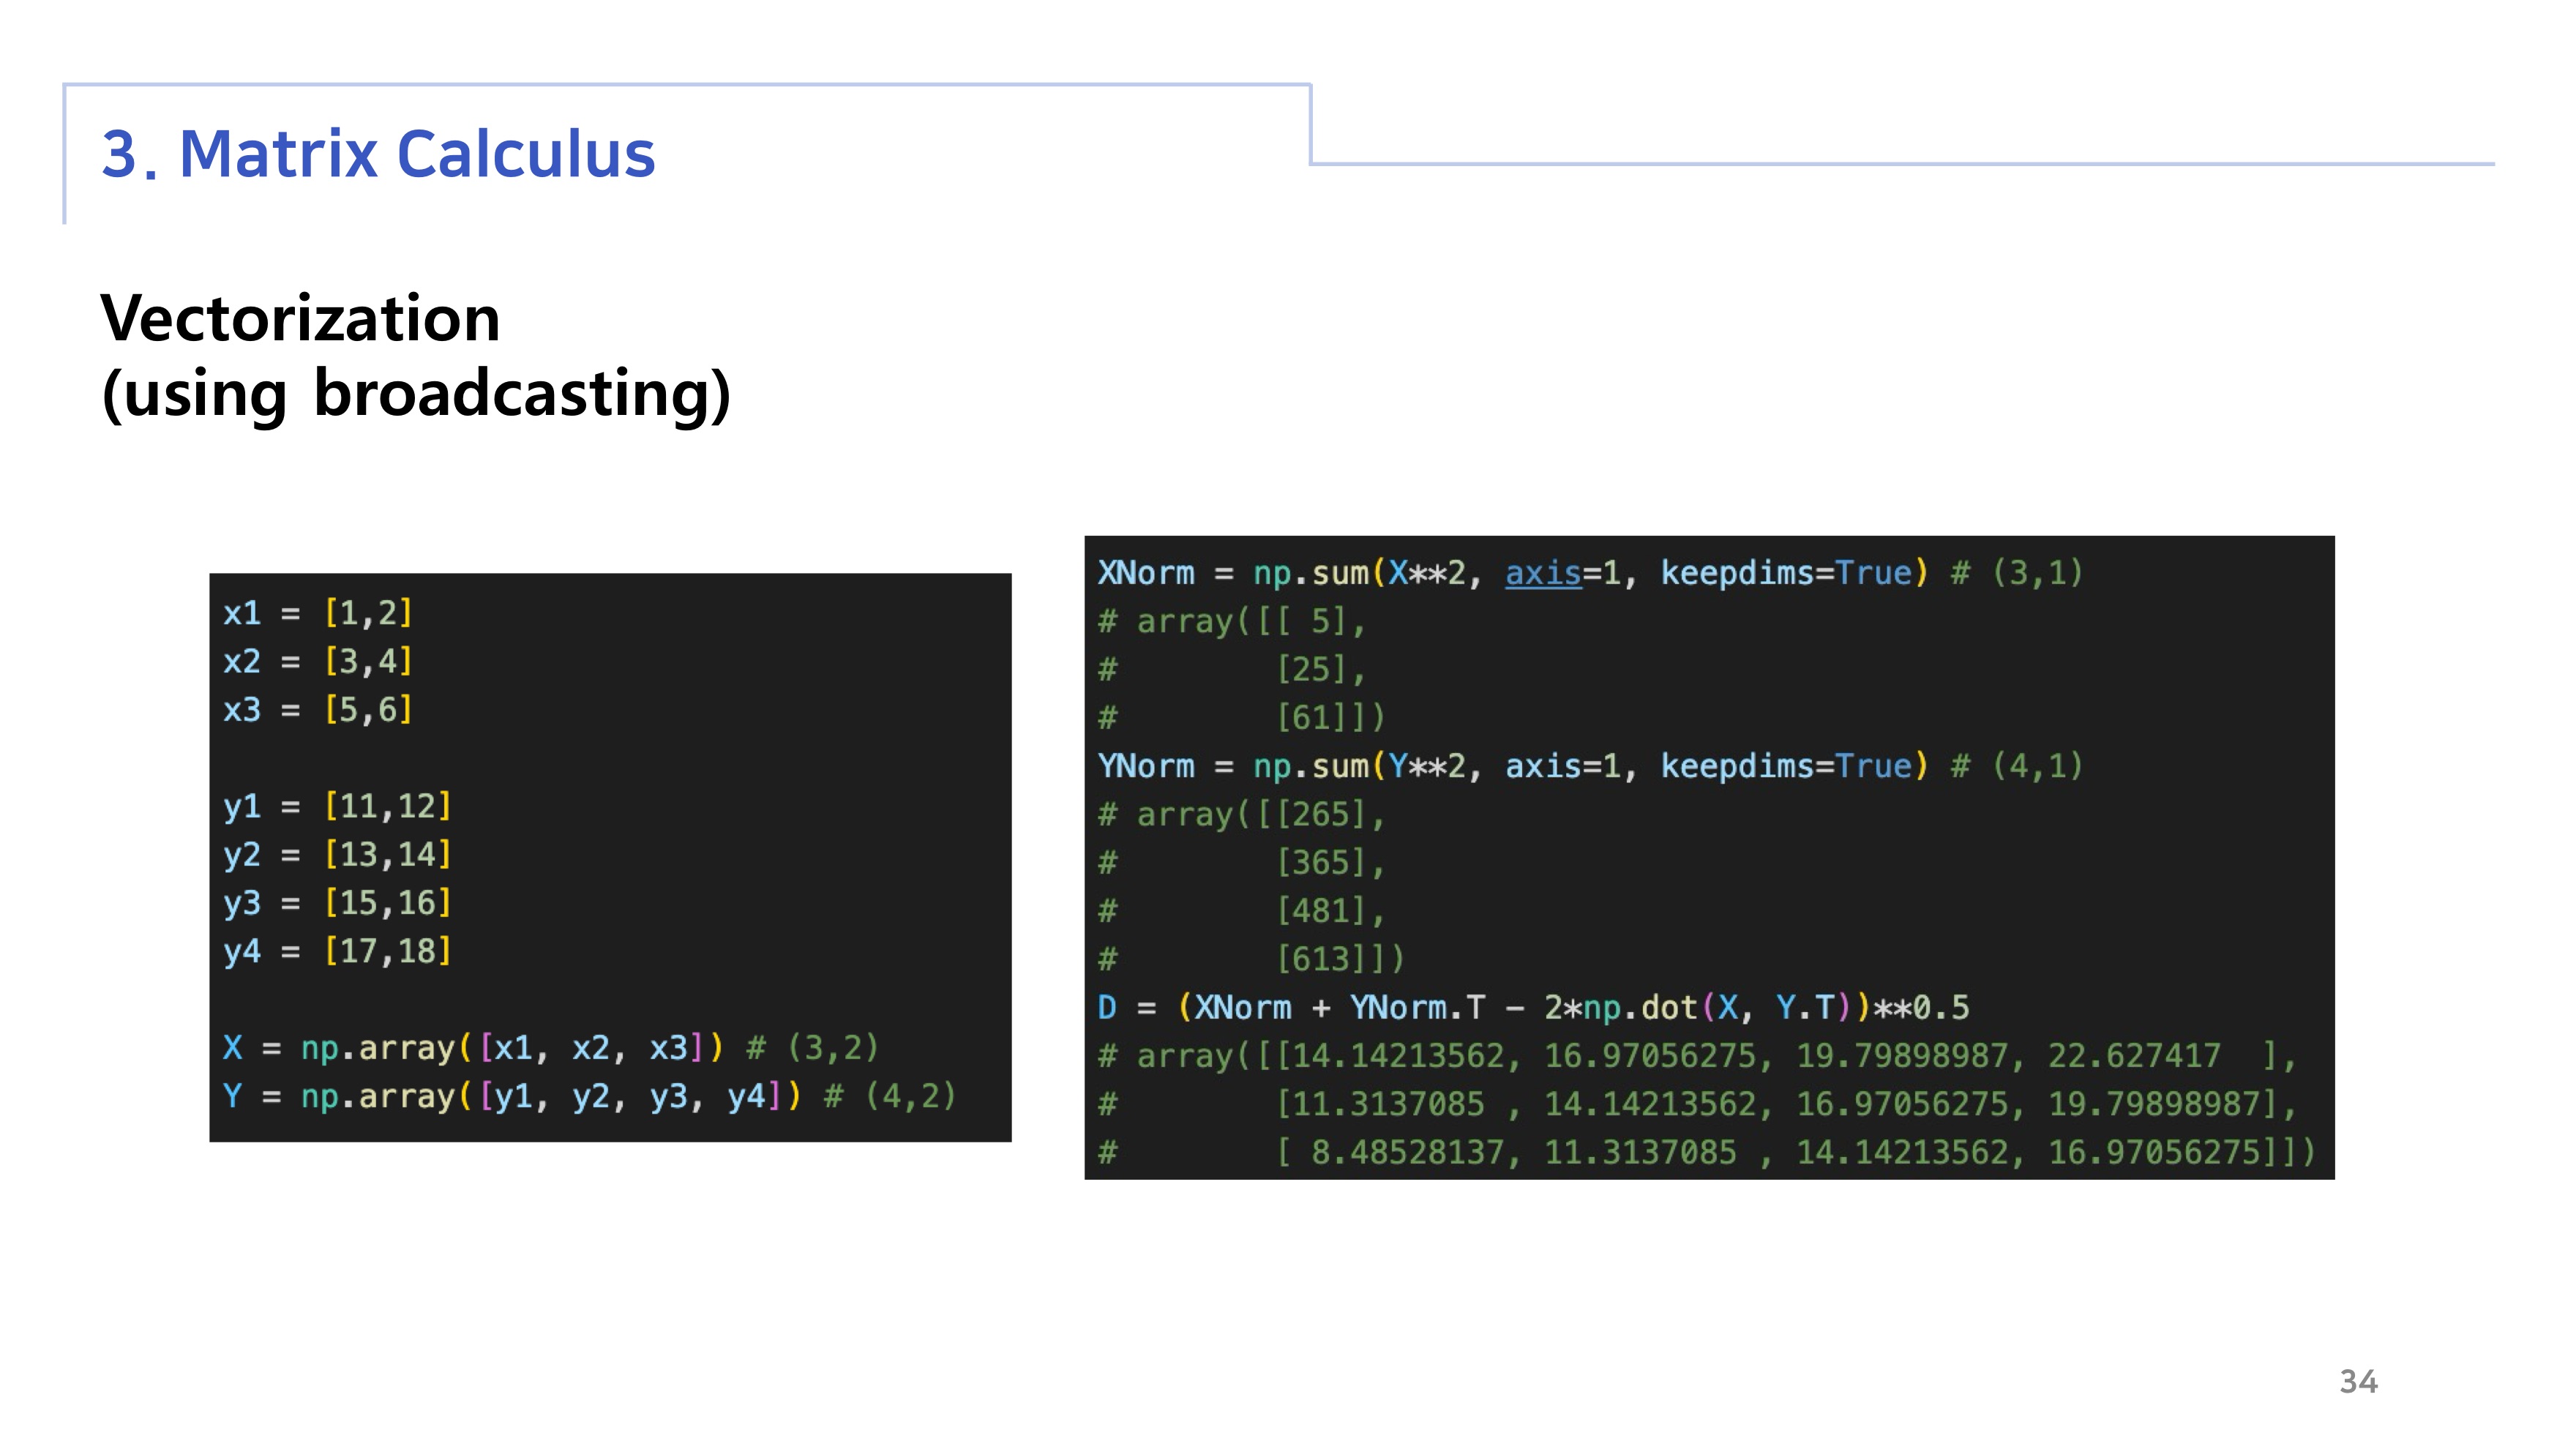 3. Matrix Calculus
Vectorization
(using broadcasting)
x1 = [1,2]
x2 = [3,4]
x3 = [5,6]
y1 = [11,12]
y2 = [13,14]
y3 = [15,16]
y4 = [17,18]
X = np.array([x1, x2, x3]) # (3,2)
Y = np.array([y1, y2, y3, y4]) # (4,2)
XNorm = np.sum(X**2, axis=1, keepdims=True) # (3,1)
# array([[ 5],
#        [25],
#        [61]])
YNorm = np.sum(Y**2, axis=1, keepdims=True) # (4,1)
# array([[265],
#        [365],
#        [481],
#        [613]])
D = (XNorm + YNorm.T - 2*np.dot(X, Y.T))**0.5
# array([[14.14213562, 16.97056275, 19.79898987, 22.627417  ],
#        [11.3137085 , 14.14213562, 16.97056275, 19.79898987],
#        [ 8.48528137, 11.3137085 , 14.14213562, 16.97056275]])
34